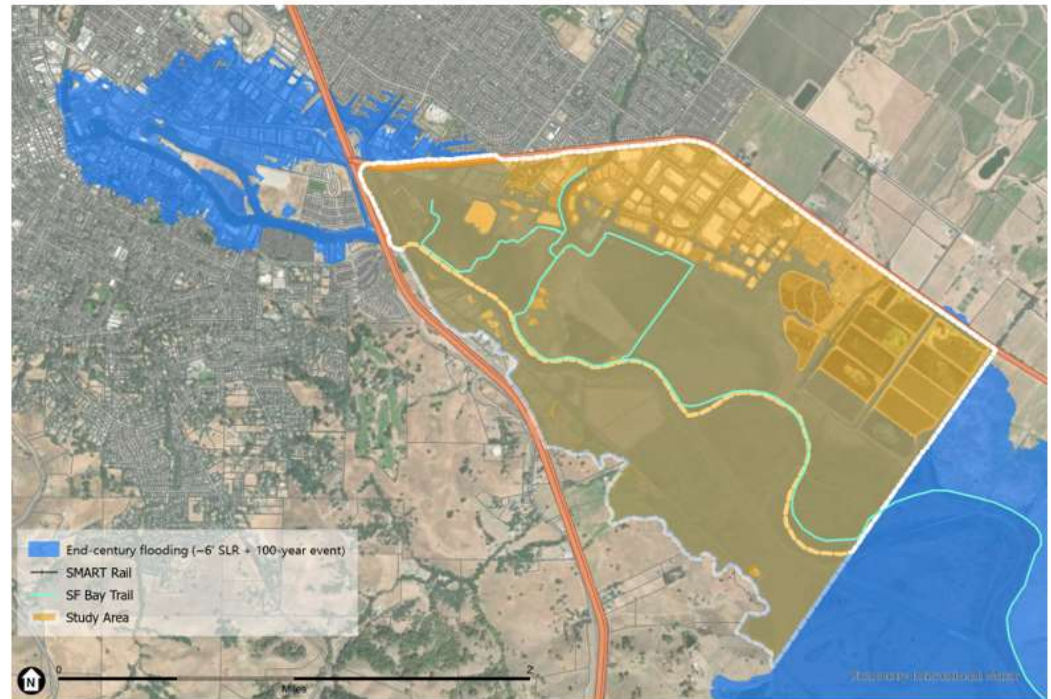 End-century flooding (~6' SLR + 100-year event)
SMART Rail
SF Bay Trail
Study Area
N
0
2
Miles